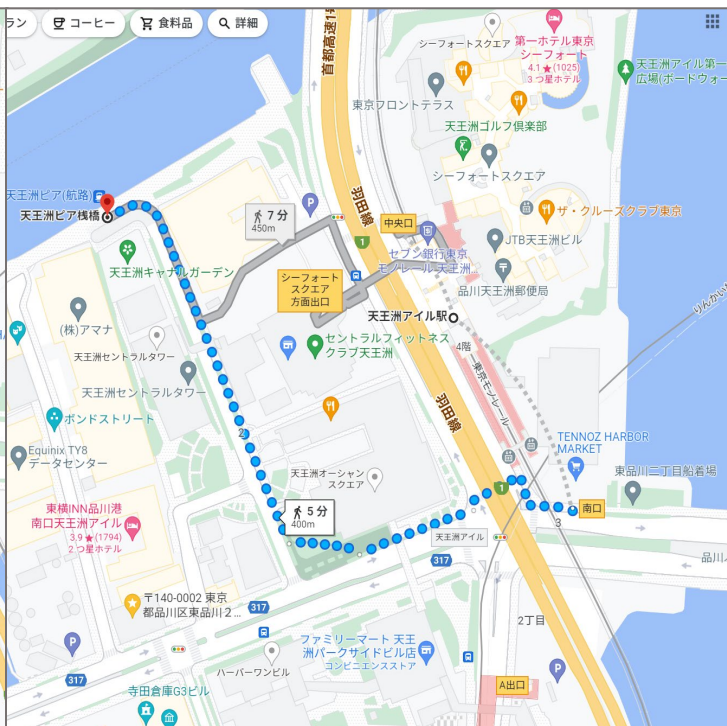 ラン
コーヒー
食料品
詳細
首都高速1号
シーフォートスクエア
第一ホテル東京
シーフォート
4.1 ★ (1025)
3 つ星ホテル
天王洲アイル第一
広場(ボードウォー
東京フロントテラス
天王洲ゴルフ倶楽部
シーフォートスクエア
天王洲ピア(航路)
天王洲ピア桟橋
P
7 分
450m
羽田線
1
中央口
ザ・クルーズクラブ東京
セブン銀行東京
モノレール 天王洲...
JTB天王洲ビル
天王洲キャナルガーデン
シーフォート
スクエア
方面出口
品川天王洲郵便局
りんかい
(株)アマナ
天王洲アイル駅
天王洲セントラルタワー
セントラルフィットネス
クラブ天王洲
4階
東京モノレール
天王洲セントラルタワー
羽田線
ボンドストリート
2
TENNOZ HARBOR
MARKET
Equinix TY8
データセンター
天王洲オーシャン
スクエア
東品川二丁目船着場
1
東横INN品川港
南口天王洲アイル
3.9 ★ (1794)
2 つ星ホテル
5 分
400m
南口
3
天王洲アイル
317
品川
〒140-0002 東京
都品川区東品川２...
317
2丁目
P
ファミリーマート 天王
洲パークサイドビル店
コンビニエンスストア
ハーバーワンビル
P
317
A出口
寺田倉庫G3ビル